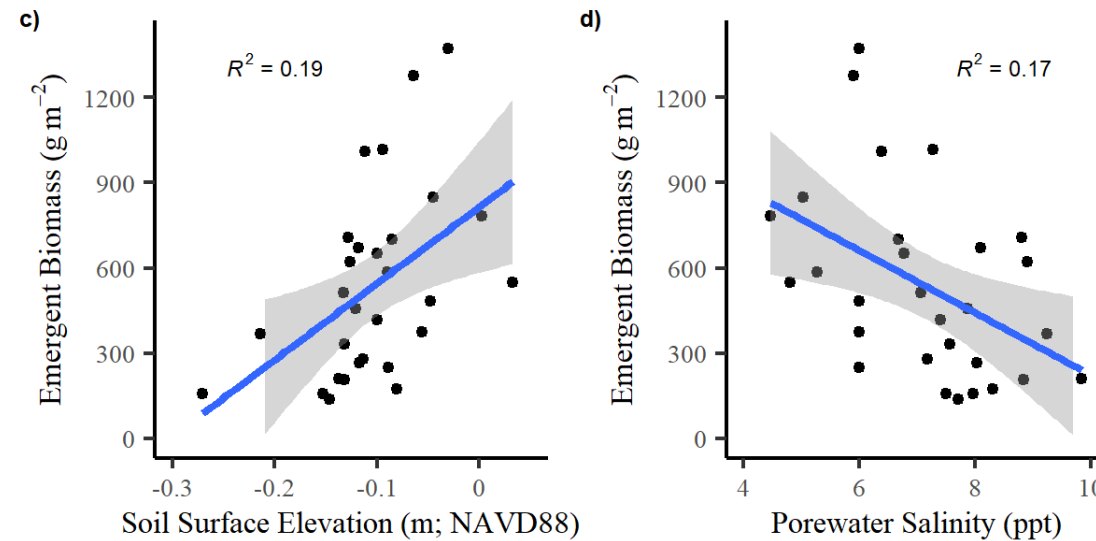 c)
R² = 0.19
Emergent Biomass (g m⁻²)
1200
900
600
300
0
-0.3 -0.2 -0.1 0
Soil Surface Elevation (m; NAVD88)
d)
R² = 0.17
Emergent Biomass (g m⁻²)
1200
900
600
300
0
4 6 8 10
Porewater Salinity (ppt)